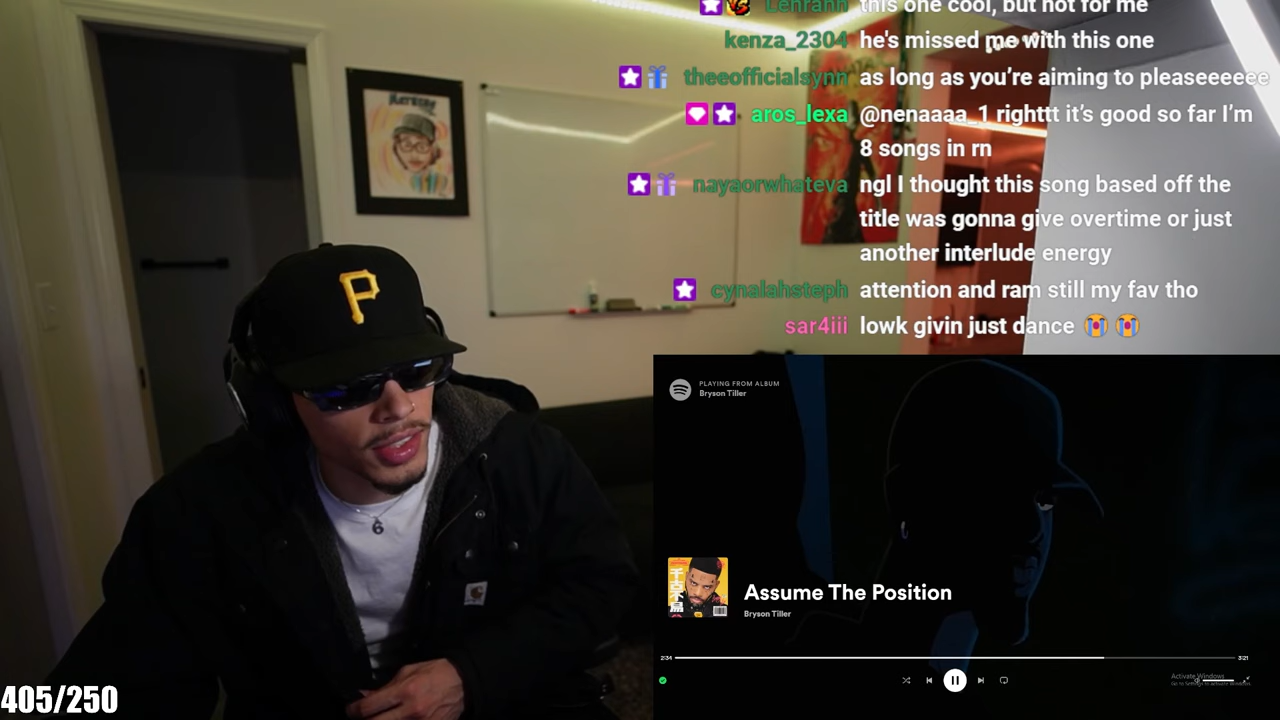 Lehrahh this one cool, but not for me
kenza_2304 he's missed me with this one
theeofficialsynn as long as you're aiming to pleaseeeeee
aros_lexa @nenaaaa_1 righttt it's good so far I'm
8 songs in rn
nayaorwhateva ngl I thought this song based off the
title was gonna give overtime or just
another interlude energy
cynalahsteph attention and ram still my fav tho
sar4iii lowk givin just dance 😭 😭
P
6
PLAYING FROM ALBUM
Bryson Tiller
Assume The Position
Bryson Tiller
2:34
3:21
Activate Windows
405/250